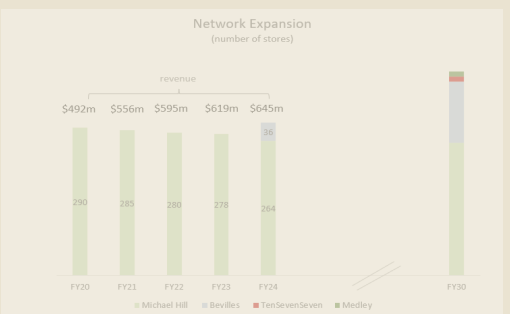 Network Expansion
(number of stores)
revenue
$492m $556m $595m $619m $645m
36
290 285 280 278 264
FY20 FY21 FY22 FY23 FY24 FY30
Michael Hill Bevilles TenSevenSeven Medley